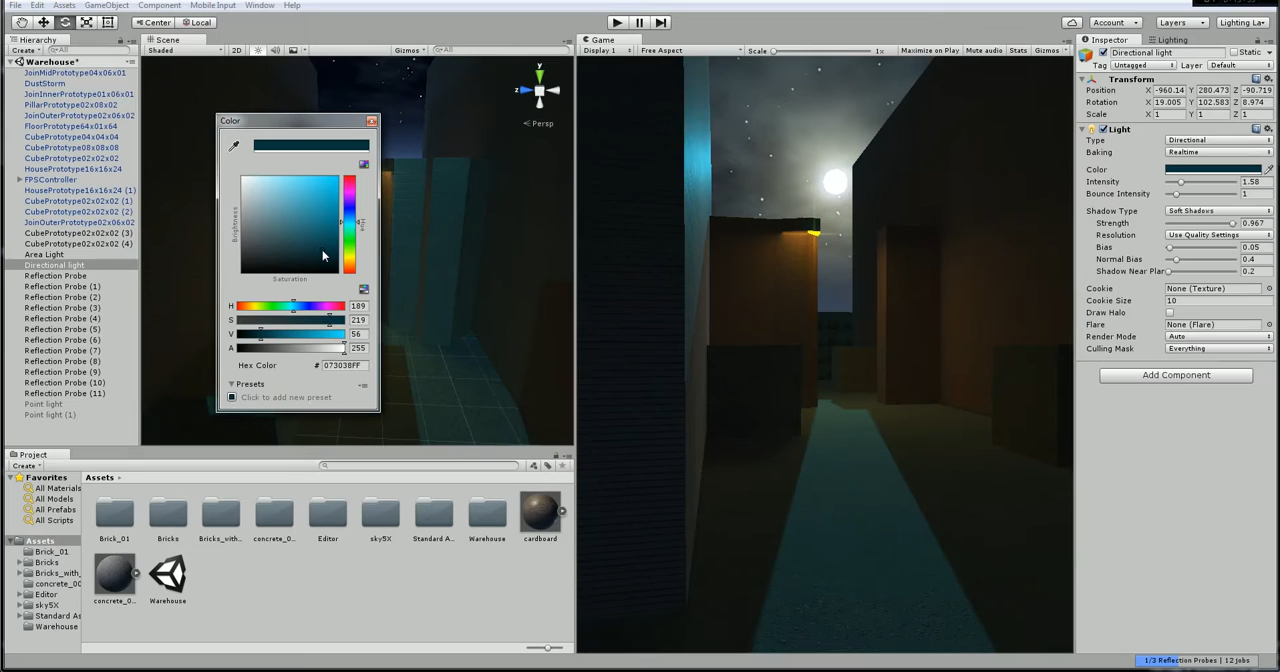 File Edit Assets GameObject Component Mobile Input Window Help
Center Local Account Layers Lighting La
Hierarchy Scene Game Inspector Lighting
Create All Shaded 2D Gizmos All Display 1 Free Aspect Scale 1x Maximize on Play Mute audio Stats Gizmos
Directional light Static
Tag Untagged Layer Default
Warehouse*
JoinMidPrototype04x06x01
DustStorm
JoinInnerPrototype01x06x01
PillarPrototype02x08x02
JoinOuterPrototype02x06x02
FloorPrototype64x01x64
CubePrototype04x04x04
CubePrototype08x08x08
CubePrototype02x02x02
HousePrototype16x16x24
FPSController
HousePrototype16x16x24 (1)
CubePrototype02x02x02 (1)
CubePrototype02x02x02 (2)
JoinOuterPrototype02x06x02
CubePrototype02x02x02 (3)
CubePrototype02x02x02 (4)
Area Light
Directional light
Reflection Probe
Reflection Probe (1)
Reflection Probe (2)
Reflection Probe (3)
Reflection Probe (4)
Reflection Probe (5)
Reflection Probe (6)
Reflection Probe (7)
Reflection Probe (8)
Reflection Probe (9)
Reflection Probe (10)
Reflection Probe (11)
Point light
Point light (1)
y
z
Persp
Color
Brightness
Hue
Saturation
H 189
S 219
V 56
A 255
Hex Color # 073038FF
Presets
Click to add new preset
Transform
Position X -960.14 Y 280.473 Z -90.719
Rotation X 19.005 Y 102.583 Z 8.974
Scale X 1 Y 1 Z 1
Light
Type Directional
Baking Realtime
Color
Intensity 1.58
Bounce Intensity 1
Shadow Type Soft Shadows
Strength 0.967
Resolution Use Quality Settings
Bias 0.05
Normal Bias 0.4
Shadow Near Plar 0.2
Cookie None (Texture)
Cookie Size 10
Draw Halo
Flare None (Flare)
Render Mode Auto
Culling Mask Everything
Add Component
Project
Create
Favorites
All Materials
All Models
All Prefabs
All Scripts
Assets
Brick_01
Bricks
Bricks_with_
concrete_00
Editor
sky5X
Standard As
Warehouse
Assets
Brick_01 Bricks Bricks_with... concrete_0... Editor sky5X Standard A... Warehouse cardboard
concrete_0... Warehouse
1/3 Reflection Probes | 12 jobs